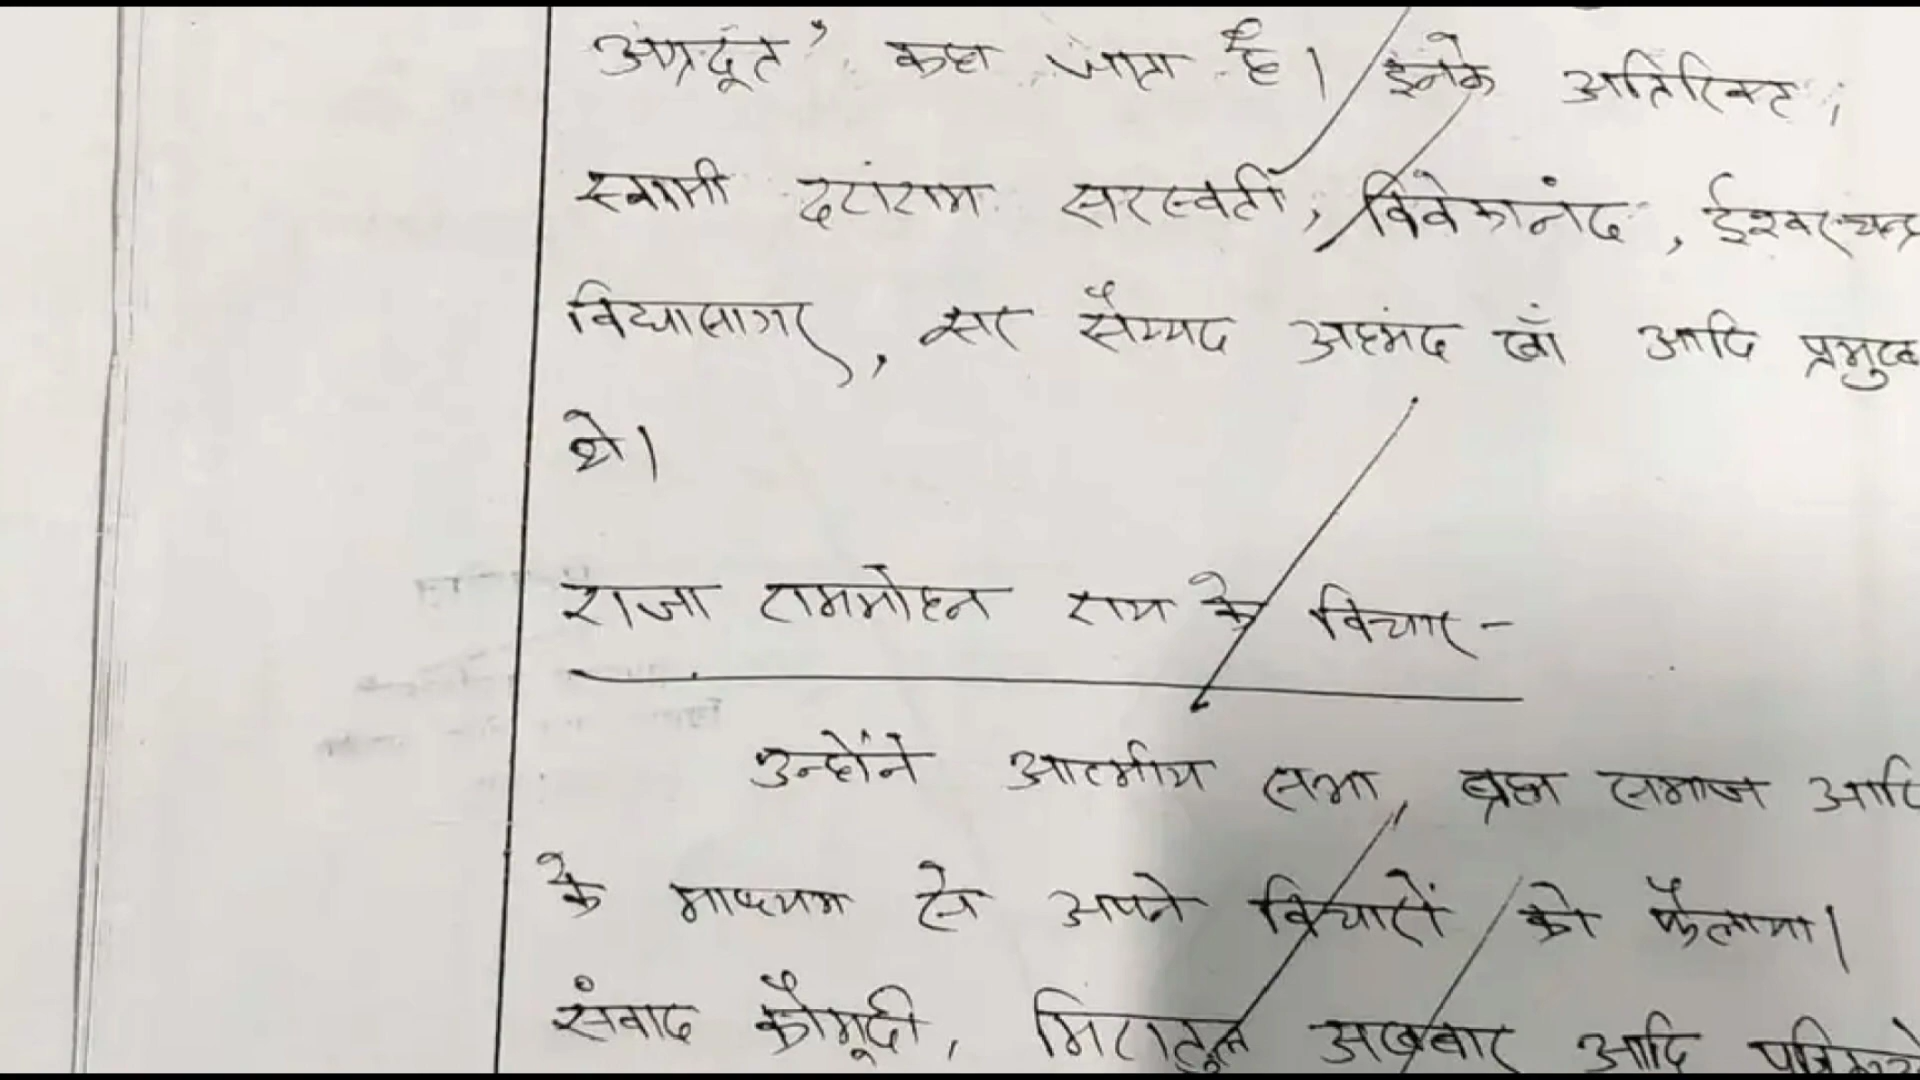 अग्रदूत' कहा जाता है। इनके अतिरिक्त,
स्वामी दयांनद सरस्वती, विवेकानंद, ईश्वरचन्द्र
विद्यासागर, सर सैय्यद अहमद खाँ आदि प्रमुख
थे।
राजा राममोहन राय के विचार-
उन्होंने आत्मीय सभा, ब्रह्म समाज आदि
के माध्यम से अपने विचारों को फैलाया।
संवाद कौमूदी, मिरातुल अखबार आदि